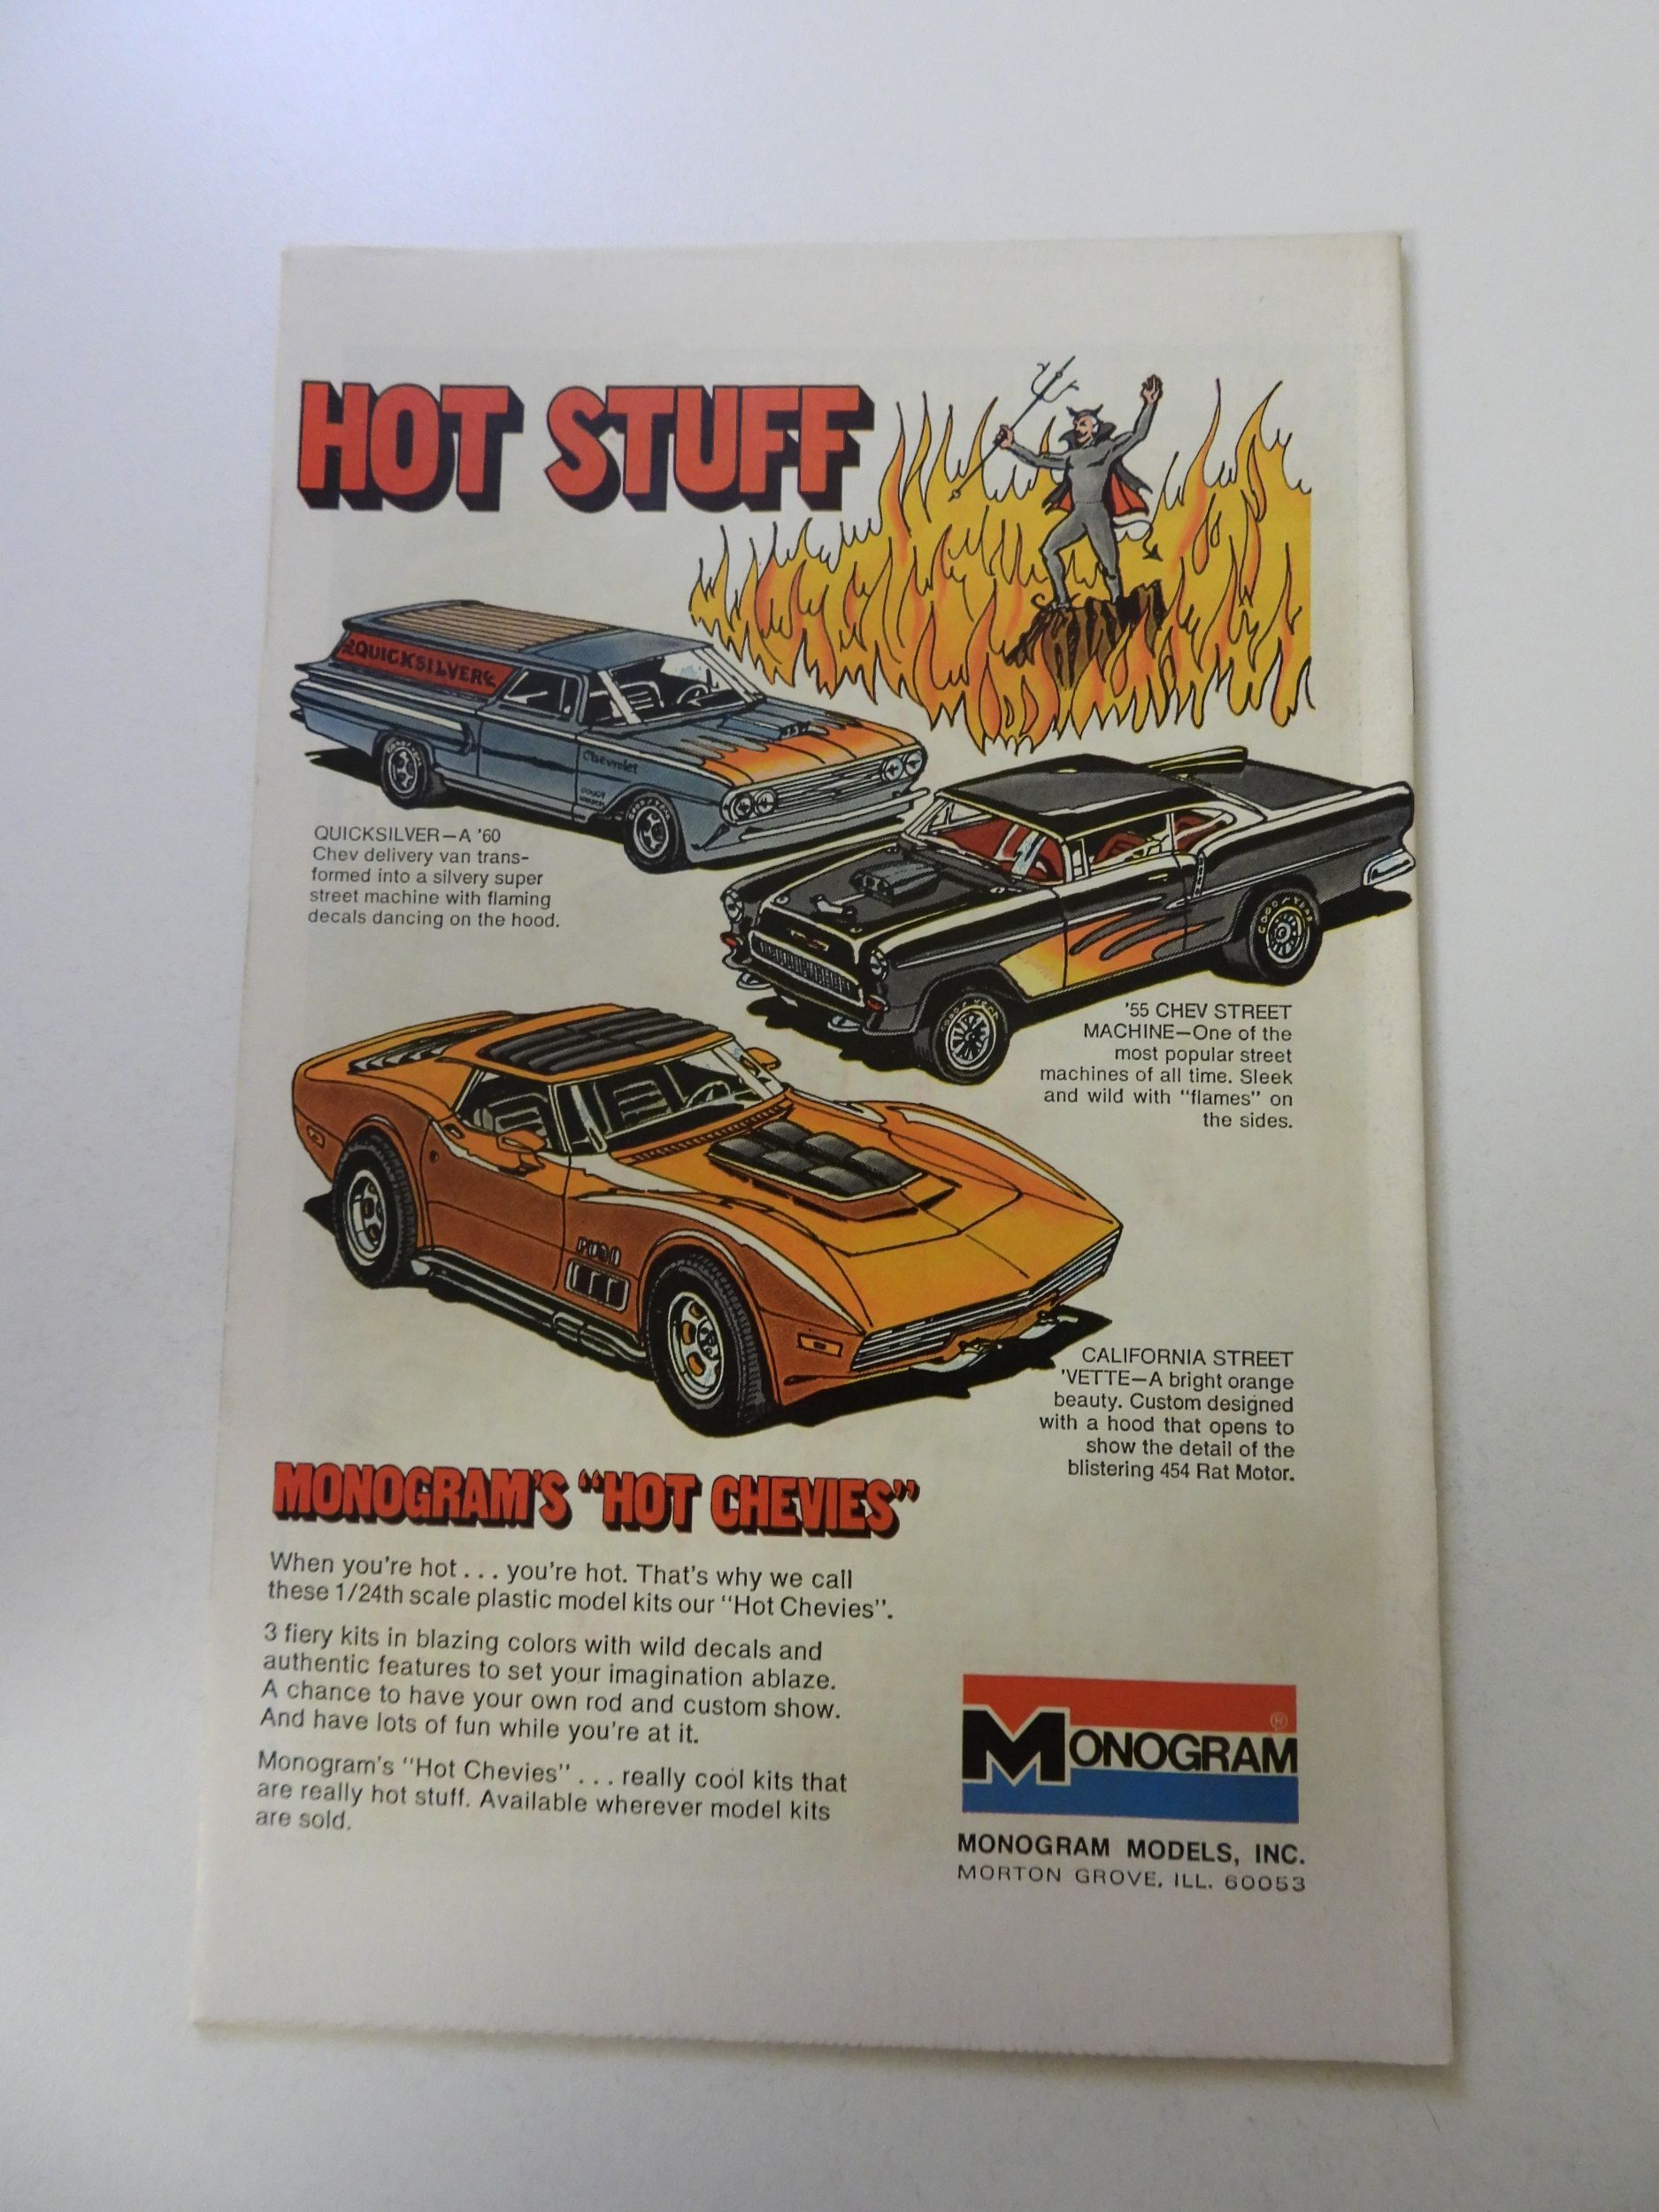 HOT STUFF
QUICKSILVER
Chevrolet
QUICKSILVER—A '60
Chev delivery van trans-
formed into a silvery super
street machine with flaming
decals dancing on the hood.
GOOD YEAR
'55 CHEV STREET
MACHINE—One of the
most popular street
machines of all time. Sleek
and wild with "flames" on
the sides.
CALIFORNIA STREET
'VETTE—A bright orange
beauty. Custom designed
with a hood that opens to
show the detail of the
blistering 454 Rat Motor.
MONOGRAM'S "HOT CHEVIES"
When you're hot . . . you're hot. That's why we call
these 1/24th scale plastic model kits our "Hot Chevies".
3 fiery kits in blazing colors with wild decals and
authentic features to set your imagination ablaze.
A chance to have your own rod and custom show.
And have lots of fun while you're at it.
Monogram's "Hot Chevies" . . . really cool kits that
are really hot stuff. Available wherever model kits
are sold.
MONOGRAM®
MONOGRAM MODELS, INC.
MORTON GROVE, ILL. 60053